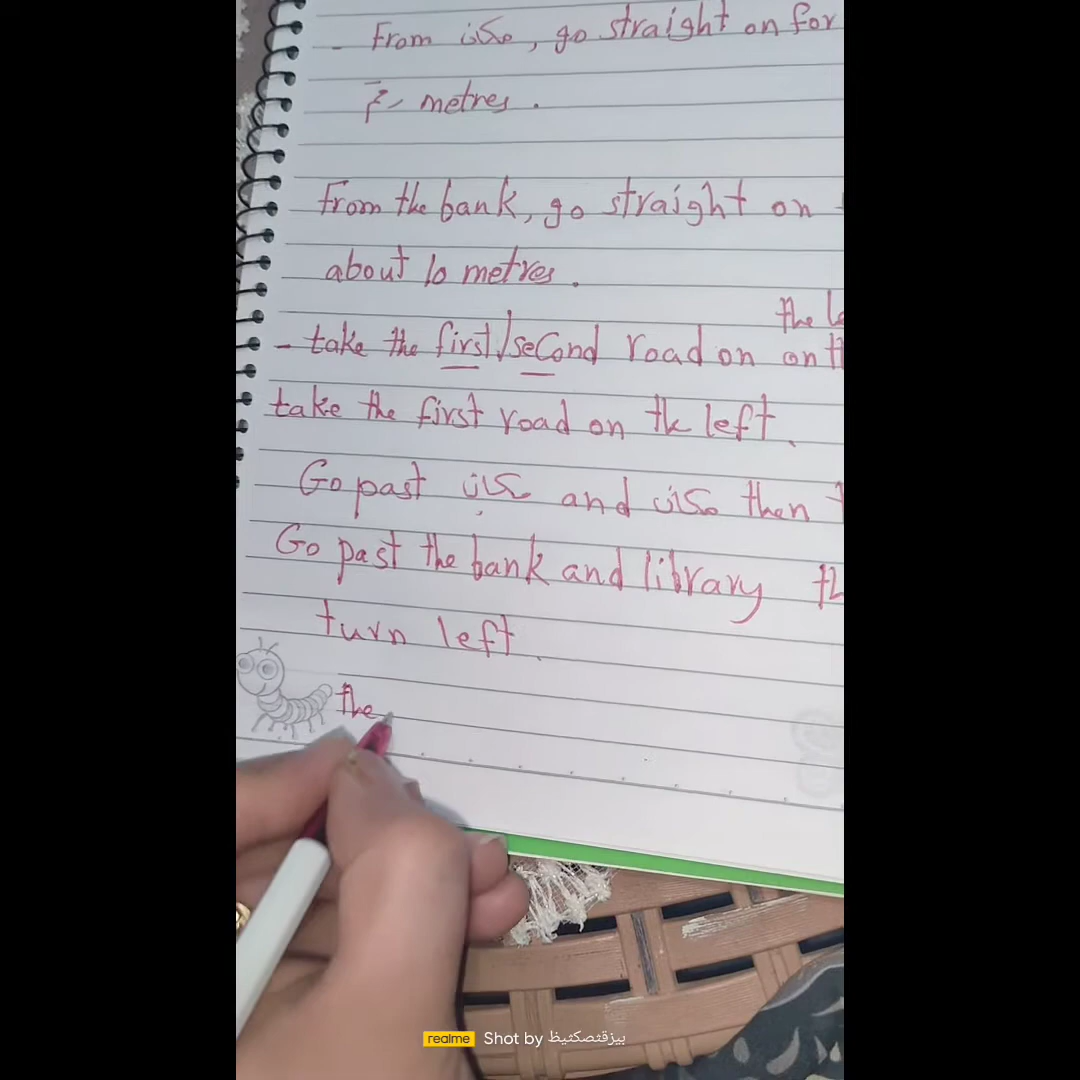 - From مكان, go straight on for
metres.
From the bank, go straight on
about 10 metres.
the
- take the first/second road on on
take the first road on the left.
Go past مكان and مكان then
Go past the bank and library
turn left.
the
realme Shot by بيزقثصكثيظ